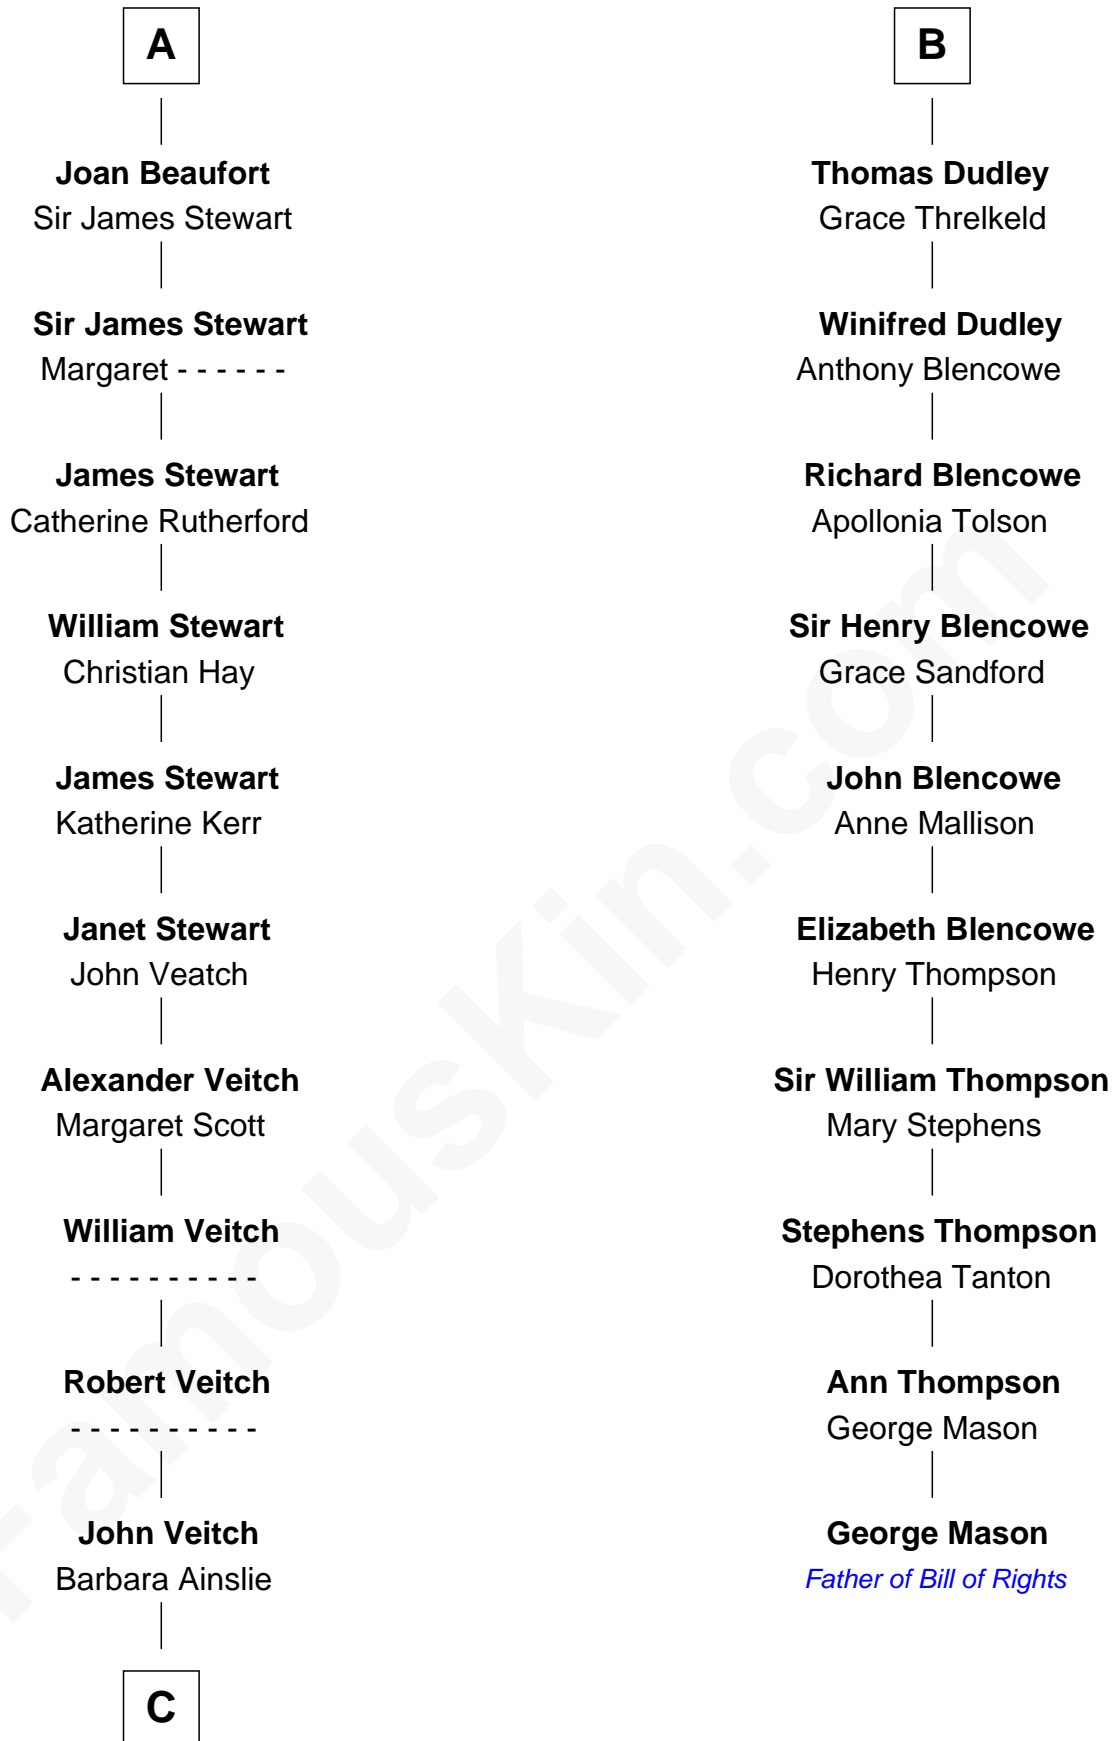 A
Joan Beaufort
Sir James Stewart
Sir James Stewart
Margaret - - - - - -
James Stewart
Catherine Rutherford
William Stewart
Christian Hay
James Stewart
Katherine Kerr
Janet Stewart
John Veatch
Alexander Veitch
Margaret Scott
William Veitch
- - - - - - - - - -
Robert Veitch
- - - - - - - - - -
John Veitch
Barbara Ainslie
C
B
Thomas Dudley
Grace Threlkeld
Winifred Dudley
Anthony Blencowe
Richard Blencowe
Apollonia Tolson
Sir Henry Blencowe
Grace Sandford
John Blencowe
Anne Mallison
Elizabeth Blencowe
Henry Thompson
Sir William Thompson
Mary Stephens
Stephens Thompson
Dorothea Tanton
Ann Thompson
George Mason
George Mason
Father of Bill of Rights
FamousKin.com